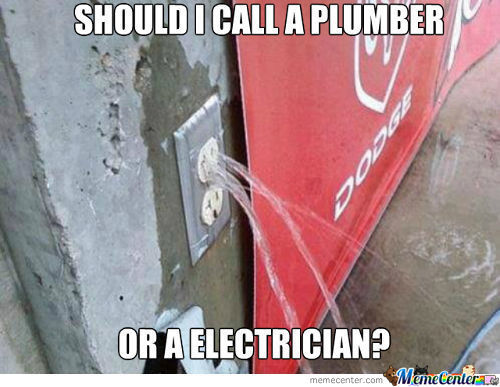 SHOULD I CALL A PLUMBER
DODGE
OR A ELECTRICIAN?
memecenter.com MemeCenter